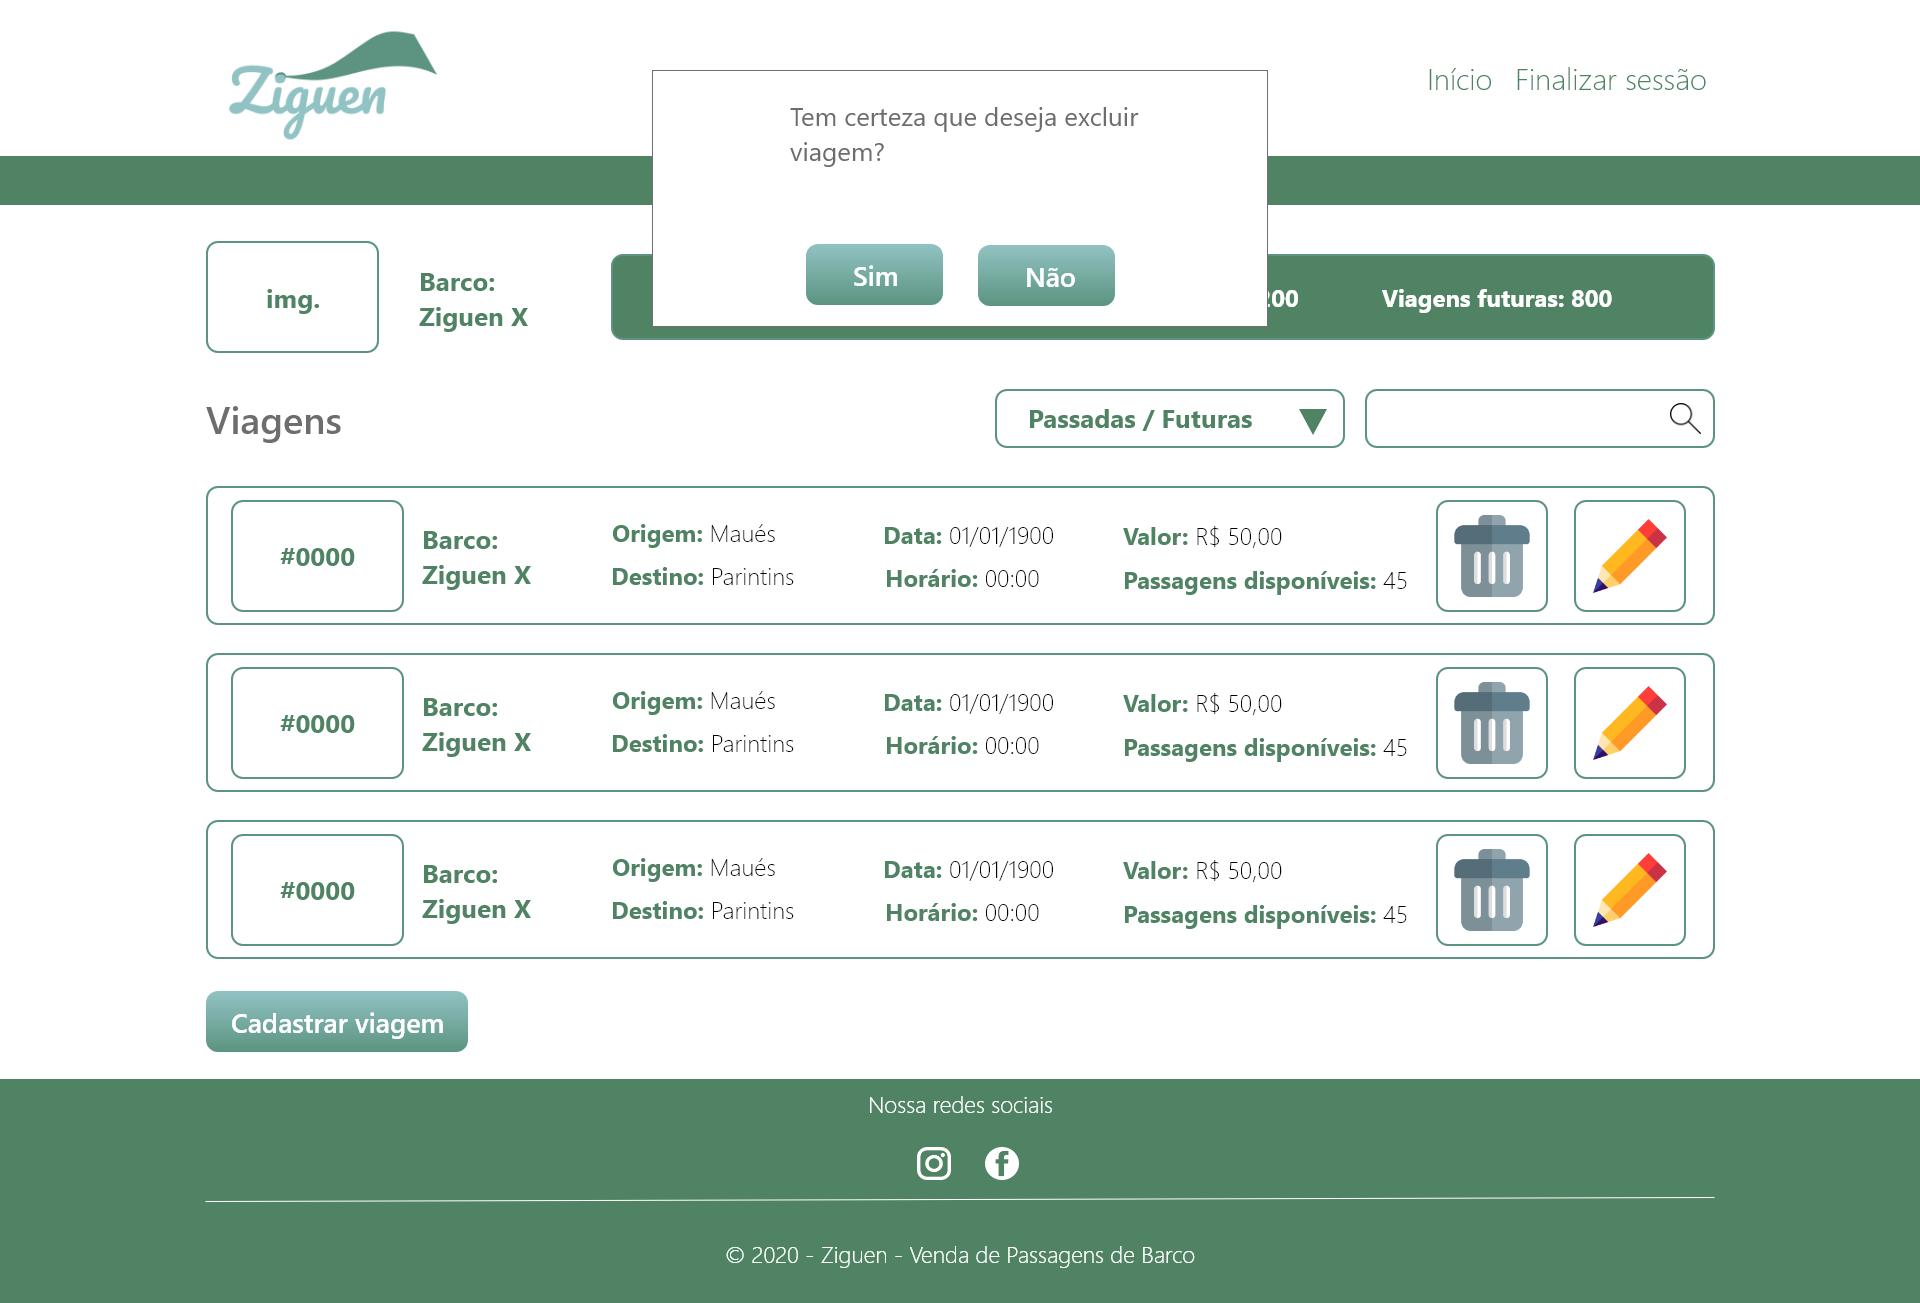 Ziguen
Início Finalizar sessão
Tem certeza que deseja excluir
viagem?
Sim Não
img.
Barco:
Ziguen X
Viagens futuras: 800
Viagens
Passadas / Futuras
#0000
Barco:
Ziguen X
Origem: Maués
Destino: Parintins
Data: 01/01/1900
Horário: 00:00
Valor: R$ 50,00
Passagens disponíveis: 45
#0000
Barco:
Ziguen X
Origem: Maués
Destino: Parintins
Data: 01/01/1900
Horário: 00:00
Valor: R$ 50,00
Passagens disponíveis: 45
#0000
Barco:
Ziguen X
Origem: Maués
Destino: Parintins
Data: 01/01/1900
Horário: 00:00
Valor: R$ 50,00
Passagens disponíveis: 45
Cadastrar viagem
Nossa redes sociais
© 2020 - Ziguen - Venda de Passagens de Barco